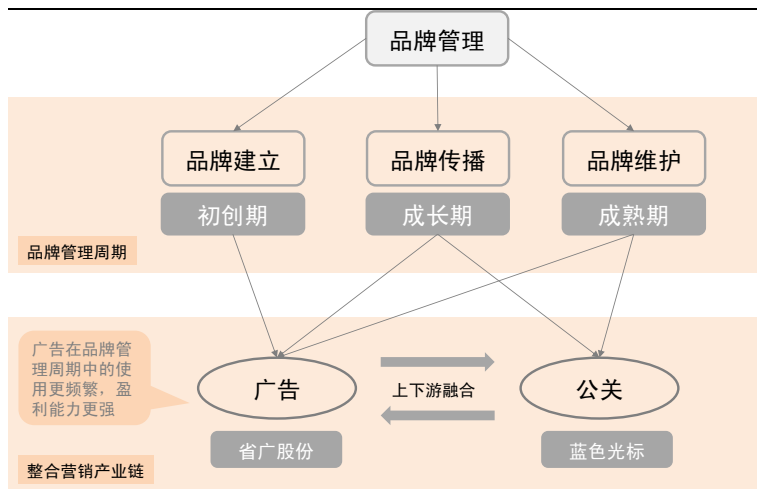 品牌管理
品牌建立
品牌传播
品牌维护
初创期
成长期
成熟期
品牌管理周期
广告在品牌管
理周期中的使
用更频繁，盈
利能力更强
广告
上下游融合
公关
省广股份
蓝色光标
整合营销产业链